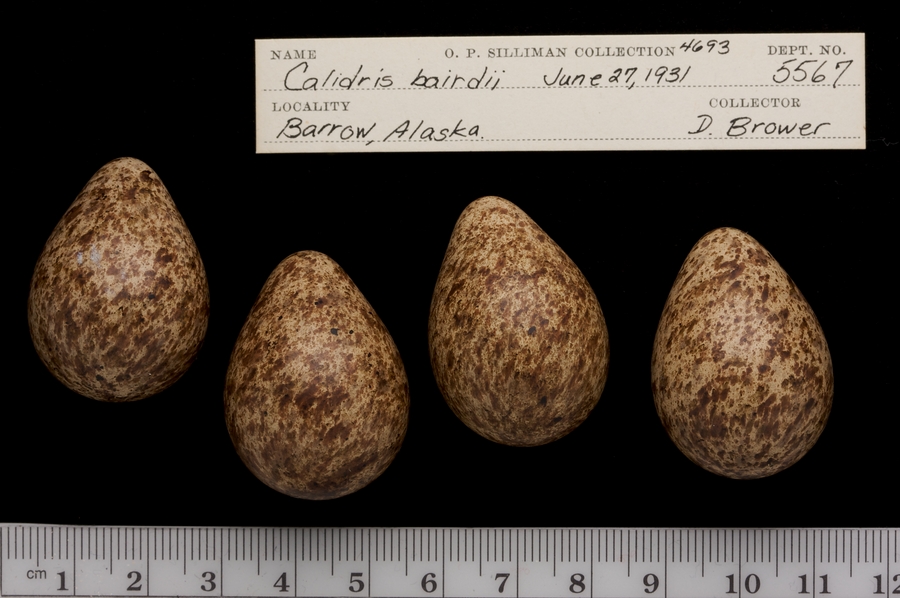 NAME O. P. SILLIMAN COLLECTION 4693 DEPT. NO.
Calidris bairdii June 27, 1931 5567
LOCALITY COLLECTOR
Barrow, Alaska. D. Brower
cm 1 2 3 4 5 6 7 8 9 10 11 12